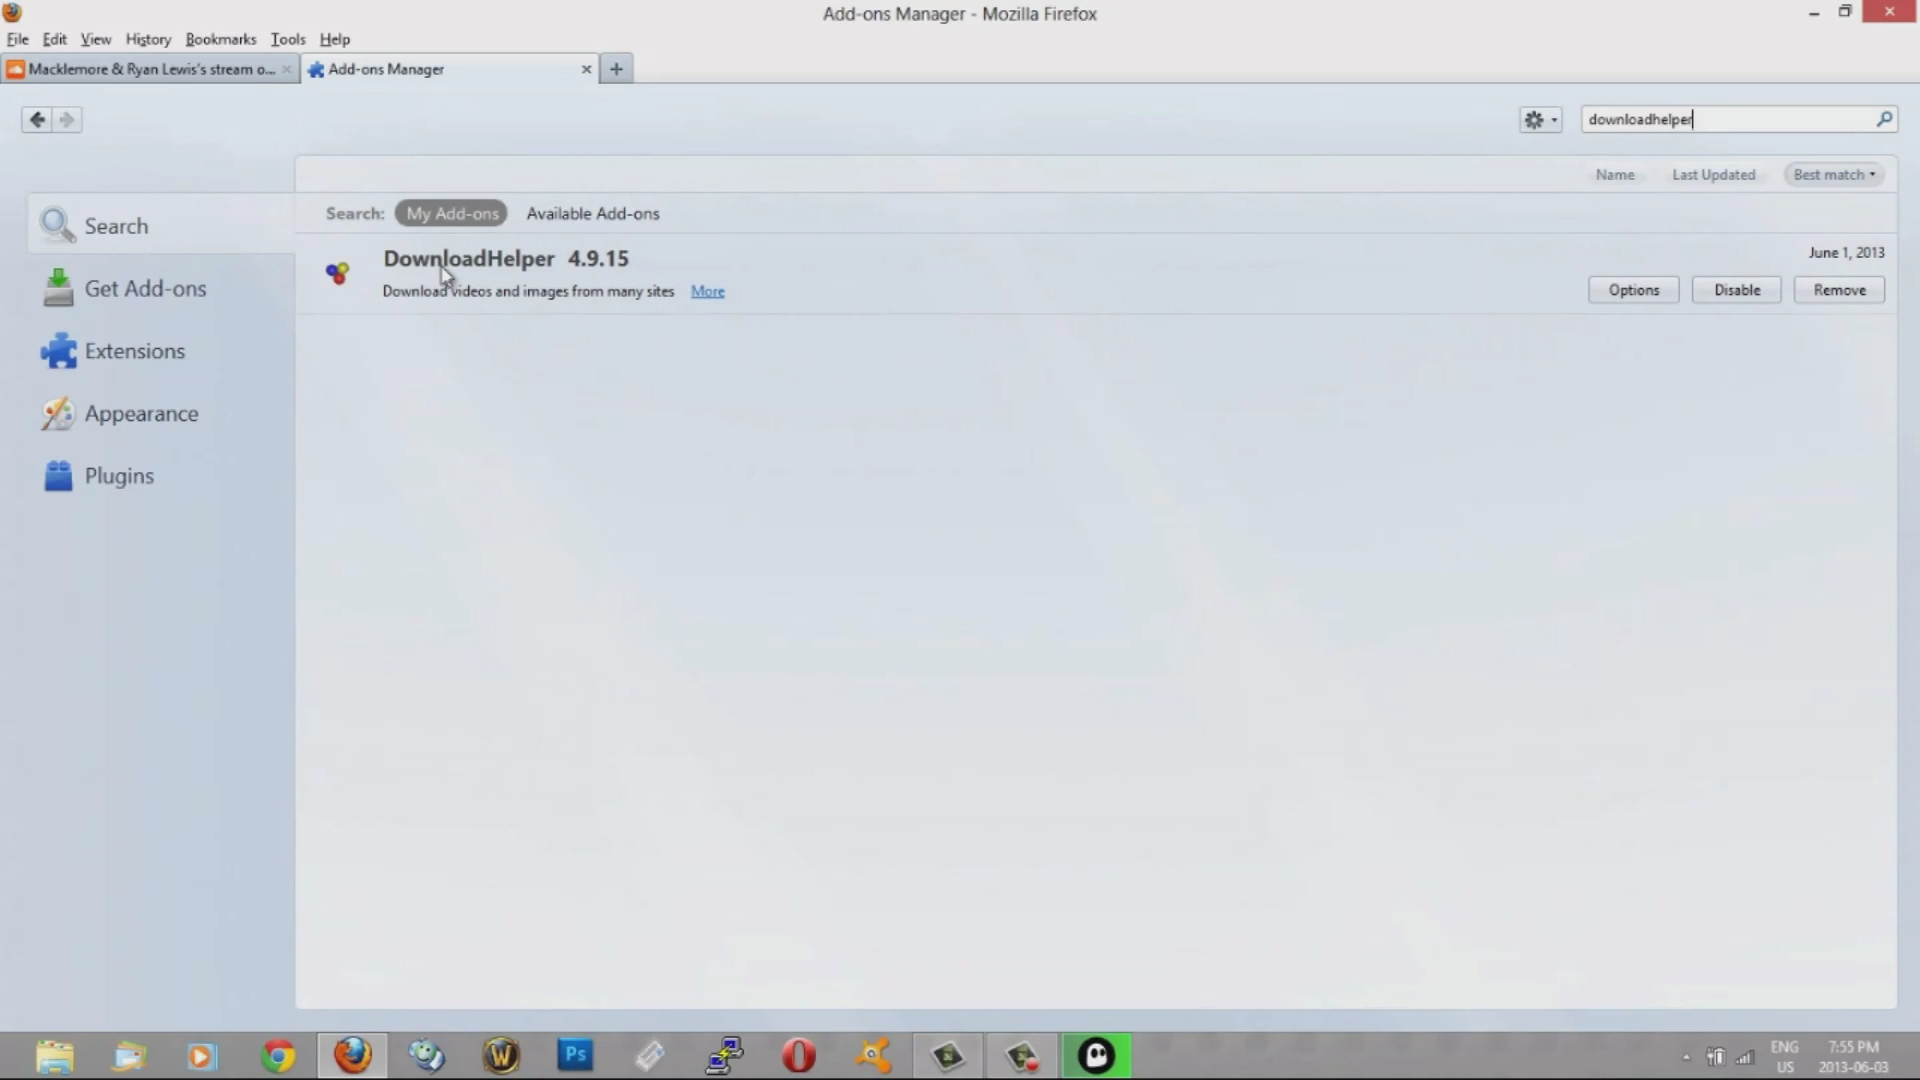 Add-ons Manager - Mozilla Firefox
File Edit View History Bookmarks Tools Help
Macklemore & Ryan Lewis's stream o... Add-ons Manager
downloadhelper
Name Last Updated Best match
Search
Get Add-ons
Extensions
Appearance
Plugins
Search: My Add-ons Available Add-ons
DownloadHelper 4.9.15
June 1, 2013
Download videos and images from many sites More
Options Disable Remove
Ps
ENG
US
7:55 PM
2013-06-03